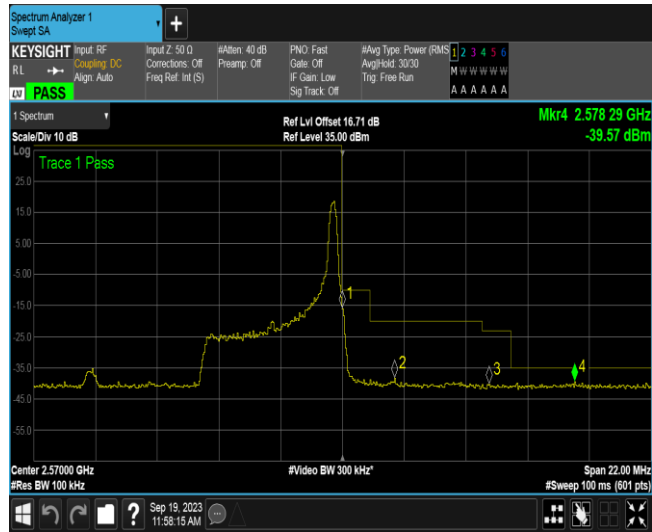 Spectrum Analyzer 1
Swept SA
KEYSIGHT
RL
LXI PASS
Input: RF
Coupling: DC
Align: Auto
Input Z: 50 Ω
Corrections: Off
Freq Ref: Int (S)
#Atten: 40 dB
Preamp: Off
PNO: Fast
Gate: Off
IF Gain: Low
Sig Track: Off
#Avg Type: Power (RMS
Avg|Hold: 30/30
Trig: Free Run
1 2 3 4 5 6
M W W W W W
A A A A A A
1 Spectrum
Scale/Div 10 dB
Ref Lvl Offset 16.71 dB
Ref Level 35.00 dBm
Mkr4 2.578 29 GHz
-39.57 dBm
Log
Trace 1 Pass
25.0
15.0
5.00
-5.00
-15.0
-25.0
-35.0
-45.0
-55.0
1
2
3
4
Center 2.57000 GHz
#Res BW 100 kHz
#Video BW 300 kHz*
Span 22.00 MHz
#Sweep 100 ms (601 pts)
?
Sep 19, 2023
11:58:15 AM